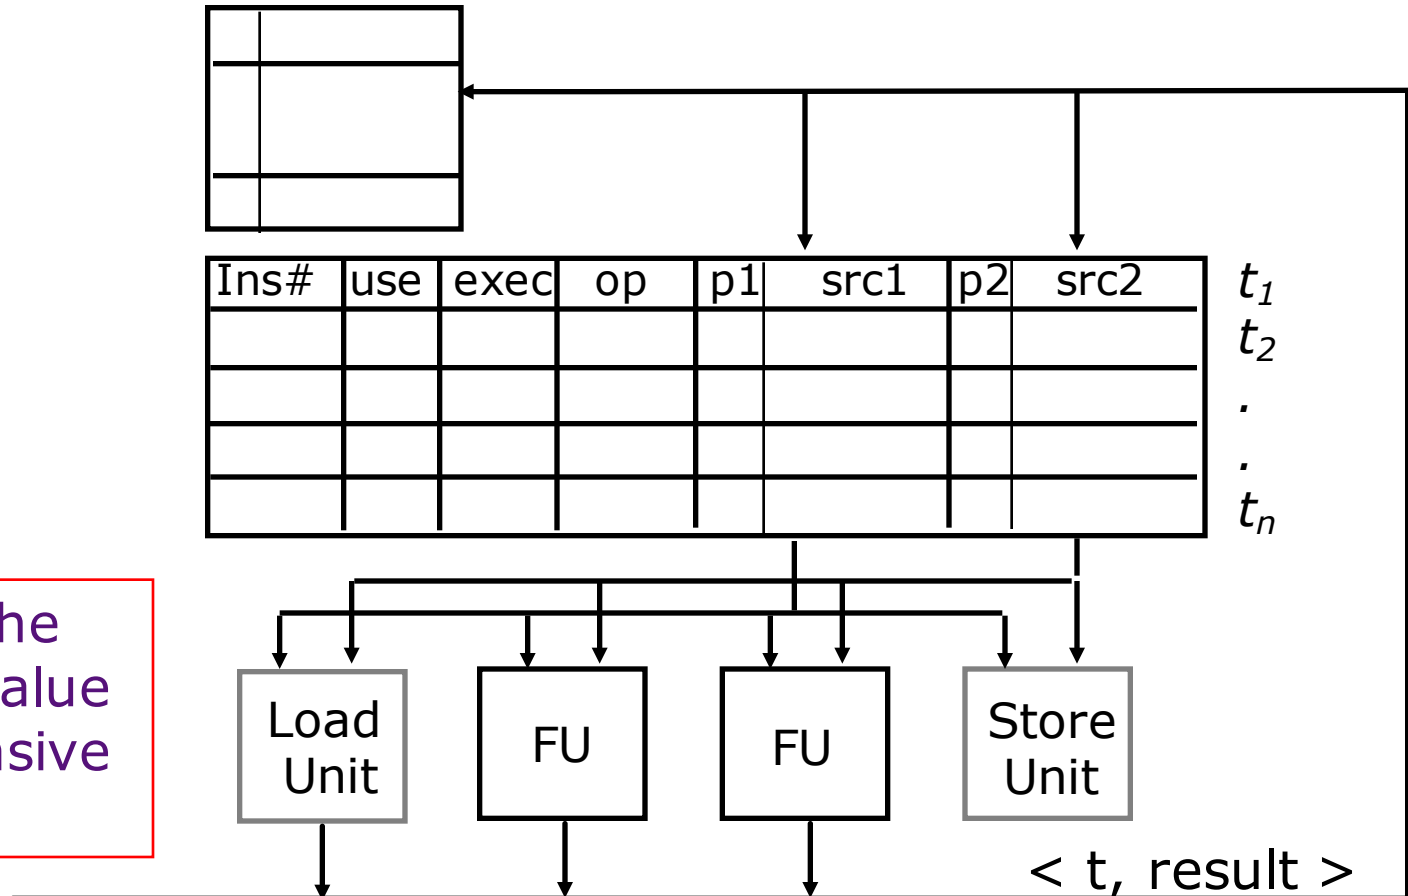 Ins# use exec op p1 src1 p2 src2 t1
t2
.
.
tn
he
alue
sive
Load
Unit
FU
FU
Store
Unit
< t, result >